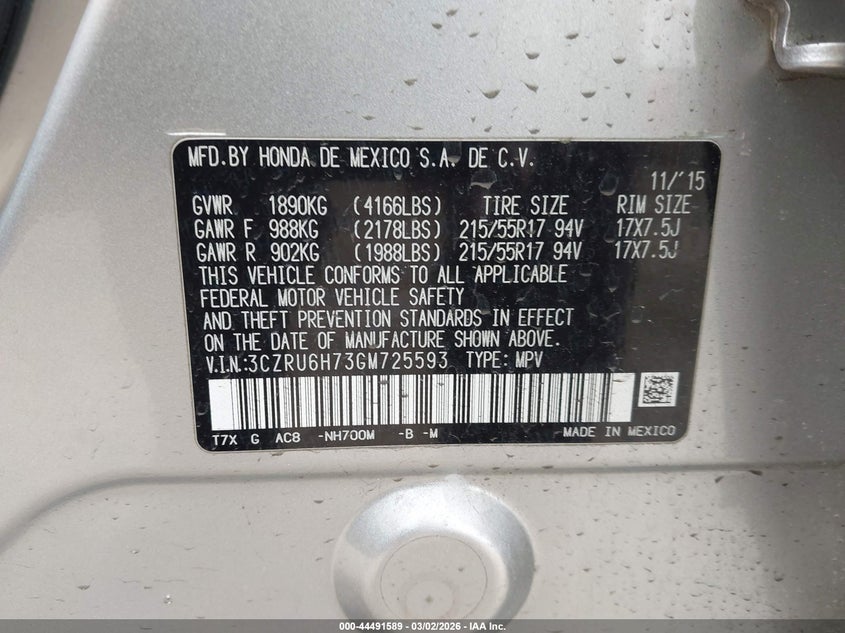 MFD.BY HONDA DE MEXICO S.A. DE C.V.
11/'15
GVWR 1890KG (4166LBS) TIRE SIZE RIM SIZE
GAWR F 988KG (2178LBS) 215/55R17 94V 17X7.5J
GAWR R 902KG (1988LBS) 215/55R17 94V 17X7.5J
THIS VEHICLE CONFORMS TO ALL APPLICABLE
FEDERAL MOTOR VEHICLE SAFETY
AND THEFT PREVENTION STANDARDS IN EFFECT
ON THE DATE OF MANUFACTURE SHOWN ABOVE.
V.I.N.:3CZRU6H73GM725593 TYPE: MPV
T7X G AC8 -NH700M -B -M MADE IN MEXICO
000-44491589 - 03/02/2026 - IAA Inc.